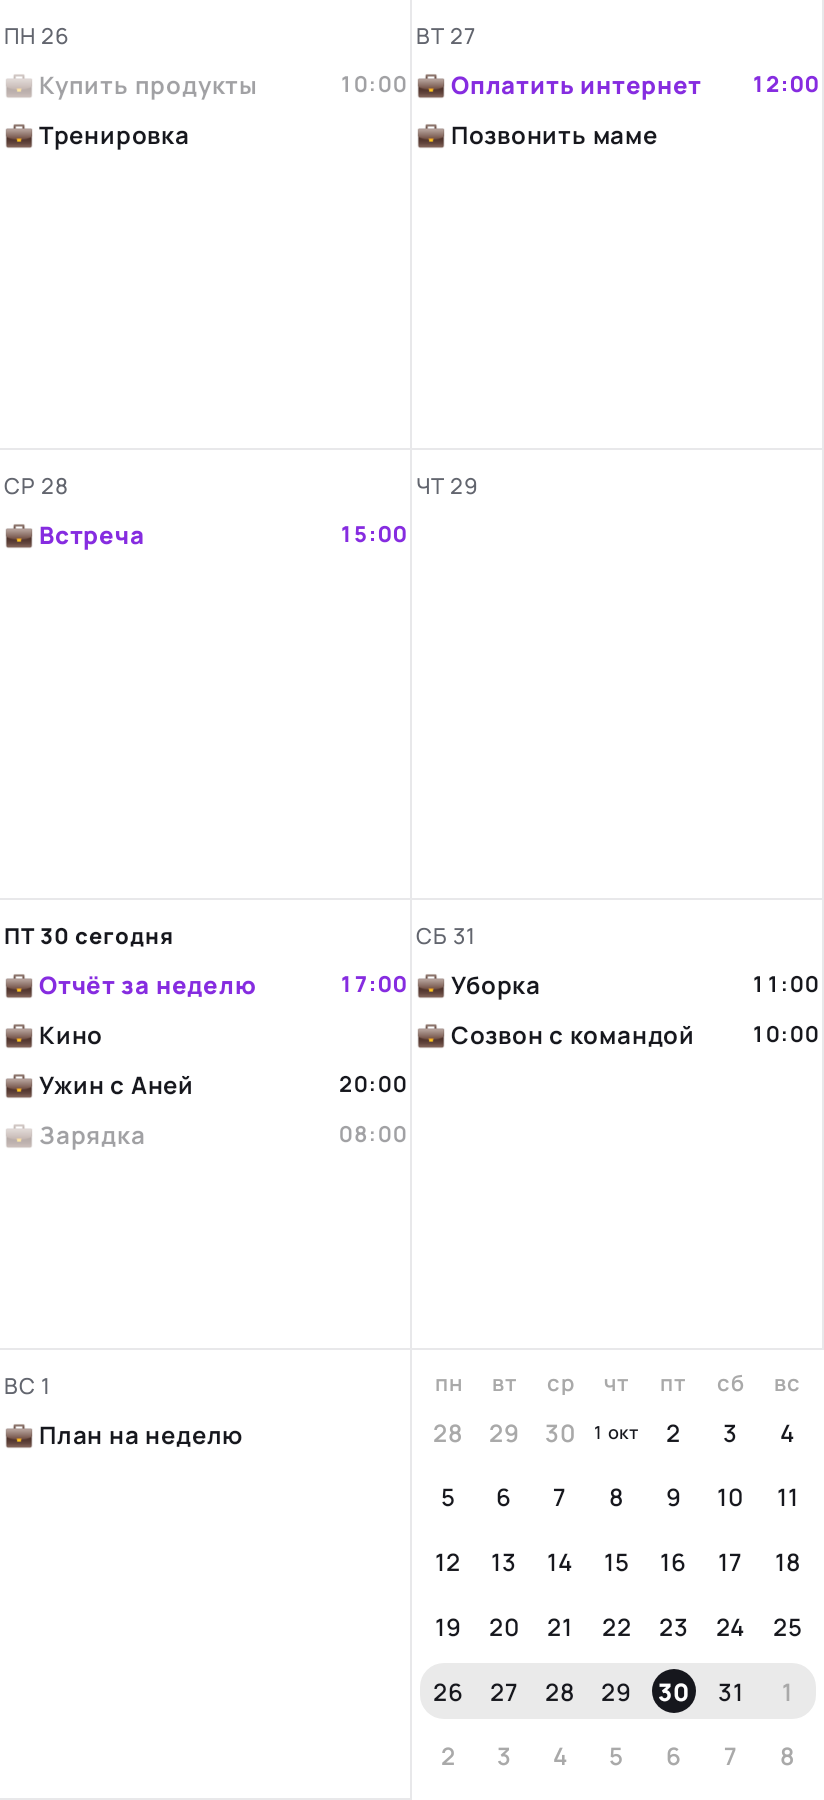 ПН 26
Купить продукты 10:00
Тренировка
ВТ 27
Оплатить интернет 12:00
Позвонить маме
СР 28
Встреча 15:00
ЧТ 29
ПТ 30 сегодня
Отчёт за неделю 17:00
Кино
Ужин с Аней 20:00
Зарядка 08:00
СБ 31
Уборка 11:00
Созвон с командой 10:00
ВС 1
План на неделю
пн вт ср чт пт сб вс
28 29 30 1 окт 2 3 4
5 6 7 8 9 10 11
12 13 14 15 16 17 18
19 20 21 22 23 24 25
26 27 28 29 30 31 1
2 3 4 5 6 7 8